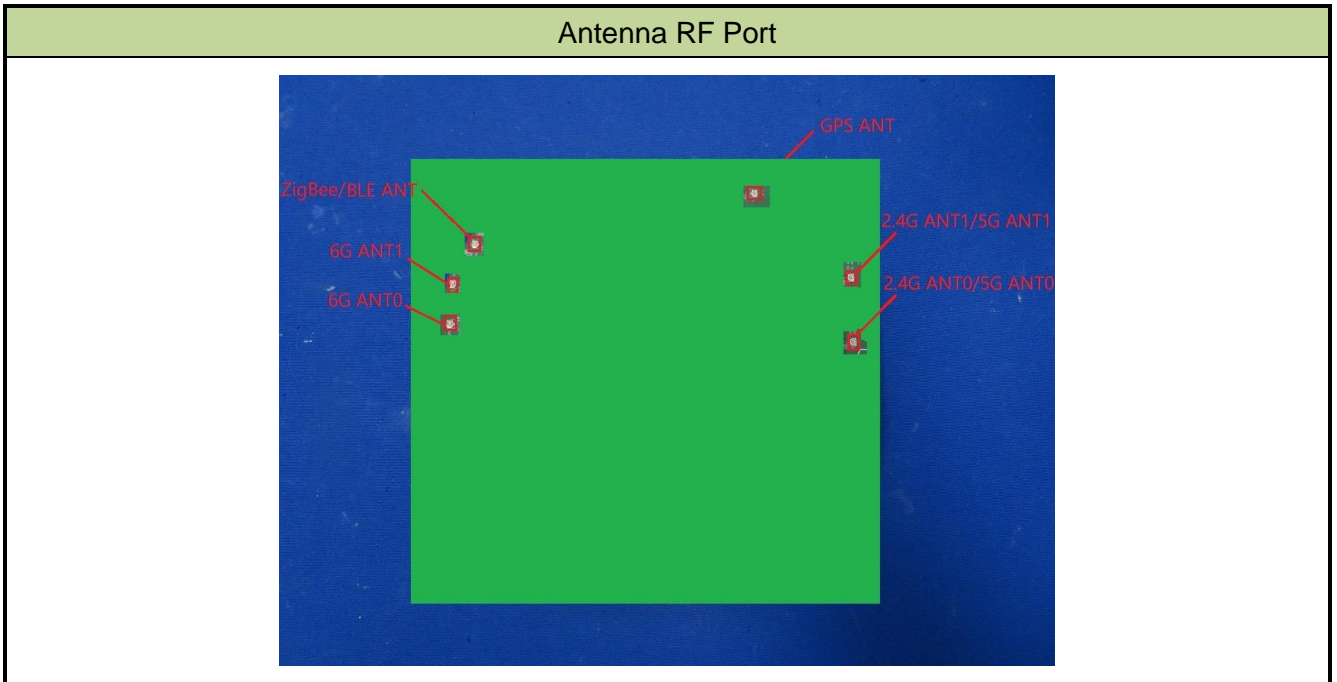 Antenna RF Port
GPS ANT
ZigBee/BLE ANT
2.4G ANT1/5G ANT1
6G ANT1
2.4G ANT0/5G ANT0
6G ANT0